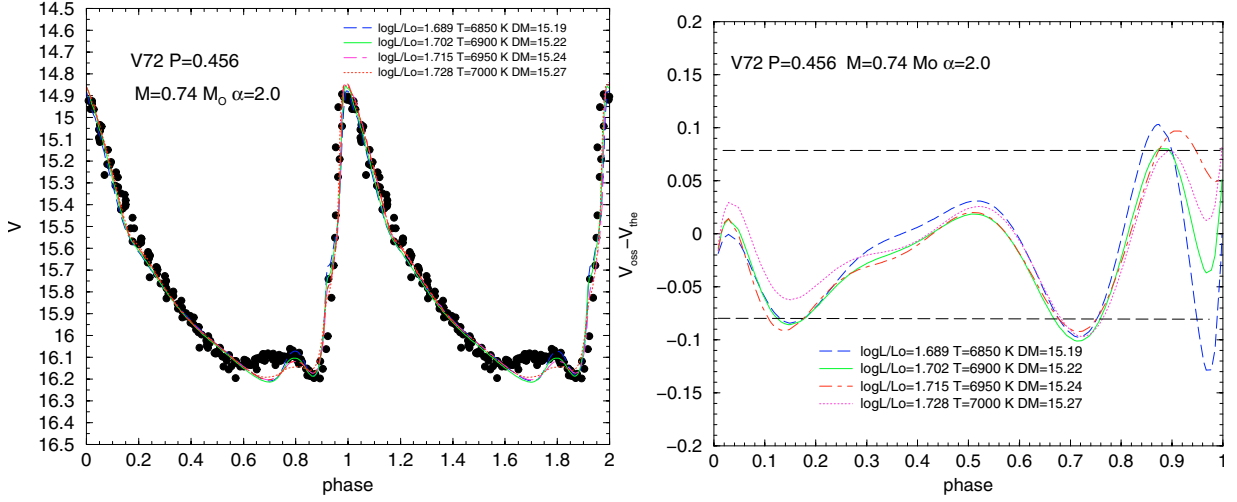 14.5
14.6
14.7
14.8
14.9
15.0
15.1
15.2
15.3
15.4
15.5
15.6
15.7
15.8
15.9
16
16.1
16.2
16.3
16.4
16.5
V
0 0.2 0.4 0.6 0.8 1 1.2 1.4 1.6 1.8 2
phase
V72 P=0.456
M=0.74 M_O α=2.0
logL/Lo=1.689 T=6850 K DM=15.19
logL/Lo=1.702 T=6900 K DM=15.22
logL/Lo=1.715 T=6950 K DM=15.24
logL/Lo=1.728 T=7000 K DM=15.27
0.2
0.15
0.1
0.05
0
−0.05
−0.1
−0.15
−0.2
V_oss−V_the
V72 P=0.456 M=0.74 Mo α=2.0
logL/Lo=1.689 T=6850 K DM=15.19
logL/Lo=1.702 T=6900 K DM=15.22
logL/Lo=1.715 T=6950 K DM=15.24
logL/Lo=1.728 T=7000 K DM=15.27
0 0.1 0.2 0.3 0.4 0.5 0.6 0.7 0.8 0.9 1
phase